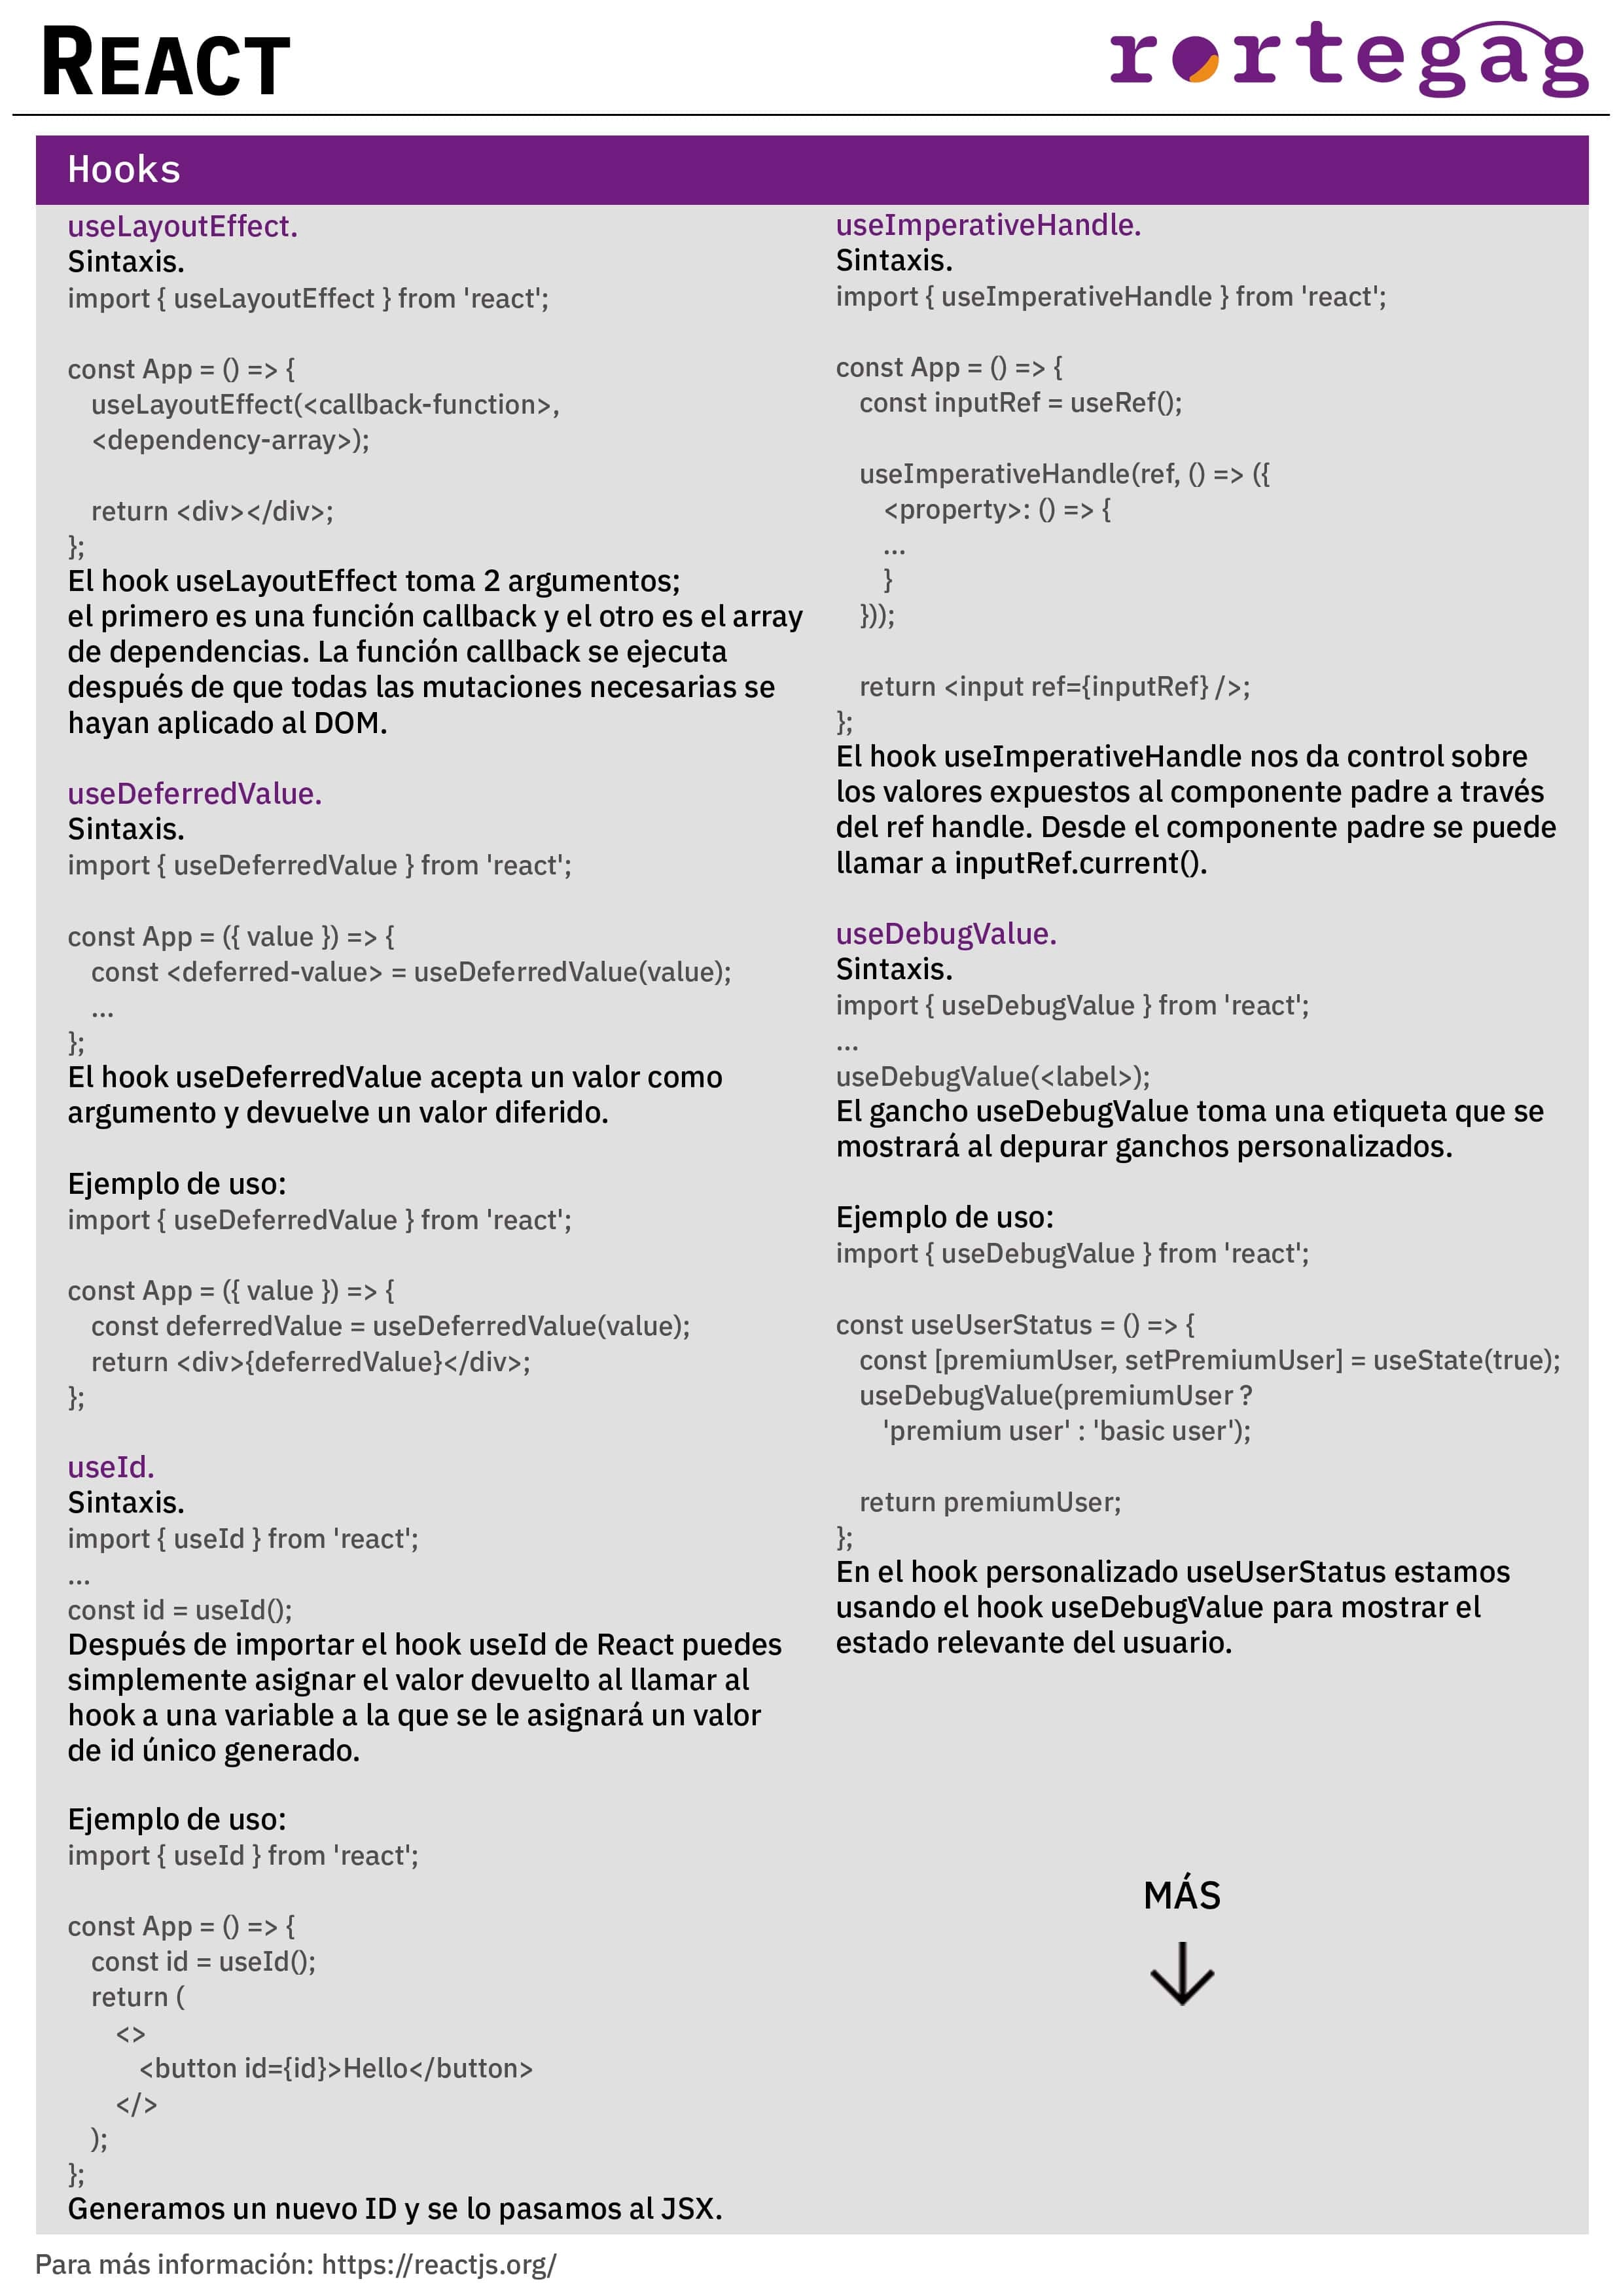 REACT
rortegag
Hooks
useLayoutEffect.
Sintaxis.
import { useLayoutEffect } from 'react';
const App = () => {
useLayoutEffect(<callback-function>,
<dependency-array>);
return <div></div>;
};
El hook useLayoutEffect toma 2 argumentos;
el primero es una función callback y el otro es el array
de dependencias. La función callback se ejecuta
después de que todas las mutaciones necesarias se
hayan aplicado al DOM.
useDeferredValue.
Sintaxis.
import { useDeferredValue } from 'react';
const App = ({ value }) => {
const <deferred-value> = useDeferredValue(value);
...
};
El hook useDeferredValue acepta un valor como
argumento y devuelve un valor diferido.
Ejemplo de uso:
import { useDeferredValue } from 'react';
const App = ({ value }) => {
const deferredValue = useDeferredValue(value);
return <div>{deferredValue}</div>;
};
useId.
Sintaxis.
import { useId } from 'react';
...
const id = useId();
Después de importar el hook useId de React puedes
simplemente asignar el valor devuelto al llamar al
hook a una variable a la que se le asignará un valor
de id único generado.
Ejemplo de uso:
import { useId } from 'react';
const App = () => {
const id = useId();
return (
<>
<button id={id}>Hello</button>
</>
);
};
Generamos un nuevo ID y se lo pasamos al JSX.
useImperativeHandle.
Sintaxis.
import { useImperativeHandle } from 'react';
const App = () => {
const inputRef = useRef();
useImperativeHandle(ref, () => ({
<property>: () => {
...
}
}));
return <input ref={inputRef} />;
};
El hook useImperativeHandle nos da control sobre
los valores expuestos al componente padre a través
del ref handle. Desde el componente padre se puede
llamar a inputRef.current().
useDebugValue.
Sintaxis.
import { useDebugValue } from 'react';
...
useDebugValue(<label>);
El gancho useDebugValue toma una etiqueta que se
mostrará al depurar ganchos personalizados.
Ejemplo de uso:
import { useDebugValue } from 'react';
const useUserStatus = () => {
const [premiumUser, setPremiumUser] = useState(true);
useDebugValue(premiumUser ?
'premium user' : 'basic user');
return premiumUser;
};
En el hook personalizado useUserStatus estamos
usando el hook useDebugValue para mostrar el
estado relevante del usuario.
MÁS
Para más información: https://reactjs.org/